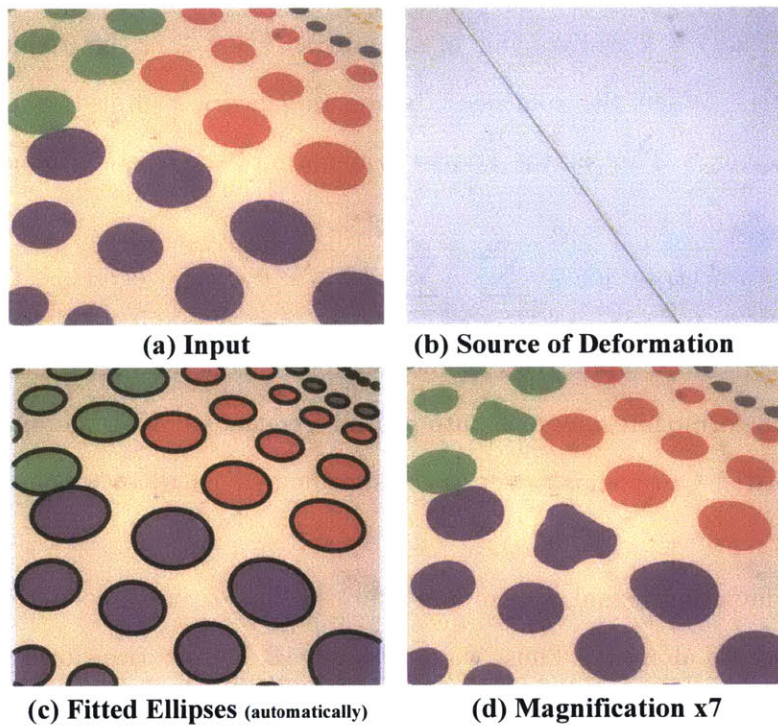 (a) Input
(b) Source of Deformation
(c) Fitted Ellipses (automatically)
(d) Magnification x7